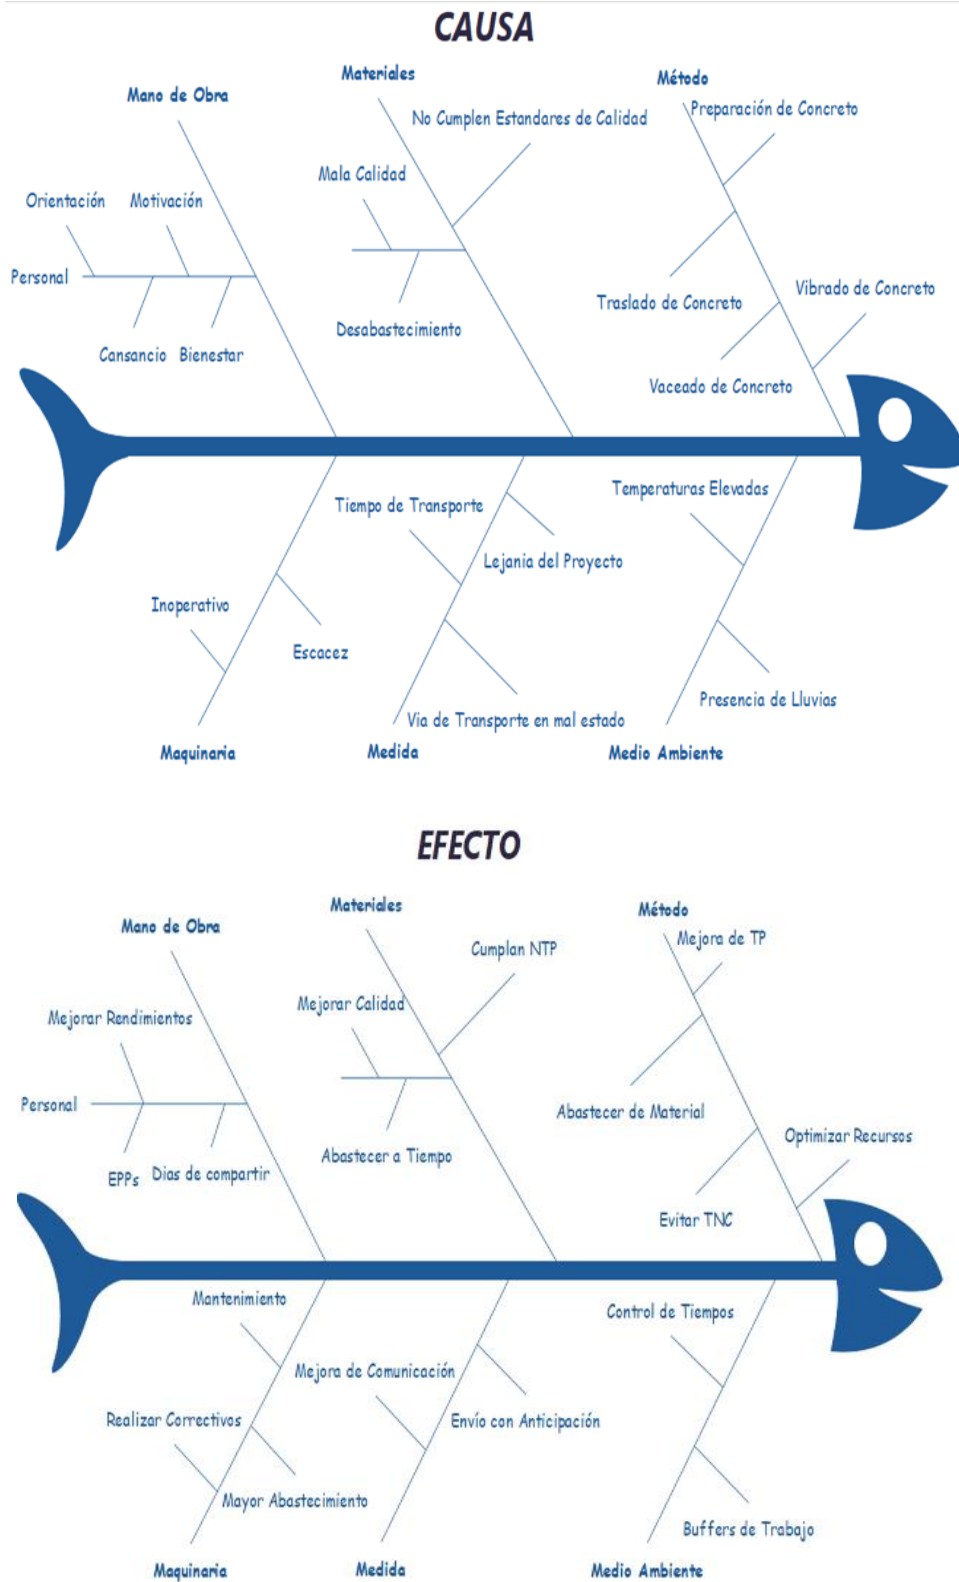 CAUSA
Materiales
Método
Mano de Obra
Preparación de Concreto
No Cumplen Estandares de Calidad
Mala Calidad
Orientación
Motivación
Personal
Vibrado de Concreto
Traslado de Concreto
Desabastecimiento
Cansancio
Bienestar
Vaceado de Concreto
Temperaturas Elevadas
Tiempo de Transporte
Lejania del Proyecto
Inoperativo
Escacez
Presencia de Lluvias
Via de Transporte en mal estado
Maquinaria
Medida
Medio Ambiente
EFECTO
Materiales
Método
Mano de Obra
Mejora de TP
Cumplan NTP
Mejorar Calidad
Mejorar Rendimientos
Personal
Abastecer de Material
Optimizar Recursos
Abastecer a Tiempo
EPPs
Dias de compartir
Evitar TNC
Mantenimiento
Control de Tiempos
Mejora de Comunicación
Realizar Correctivos
Envío con Anticipación
Mayor Abastecimiento
Buffers de Trabajo
Maquinaria
Medida
Medio Ambiente